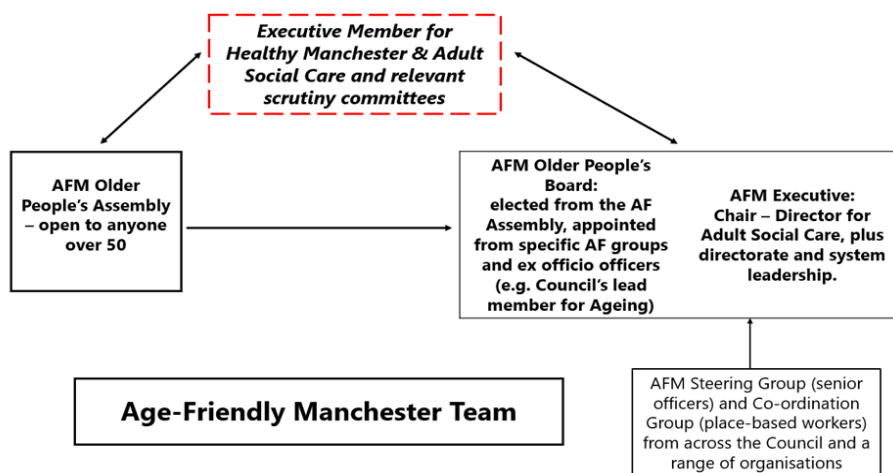 Executive Member for
Healthy Manchester & Adult
Social Care and relevant
scrutiny committees
AFM Older
People's Assembly
– open to anyone
over 50
AFM Older People's
Board:
elected from the AF
Assembly, appointed
from specific AF groups
and ex officio officers
(e.g. Council's lead
member for Ageing)
AFM Executive:
Chair – Director for
Adult Social Care, plus
directorate and system
leadership.
Age-Friendly Manchester Team
AFM Steering Group (senior
officers) and Co-ordination
Group (place-based workers)
from across the Council and a
range of organisations